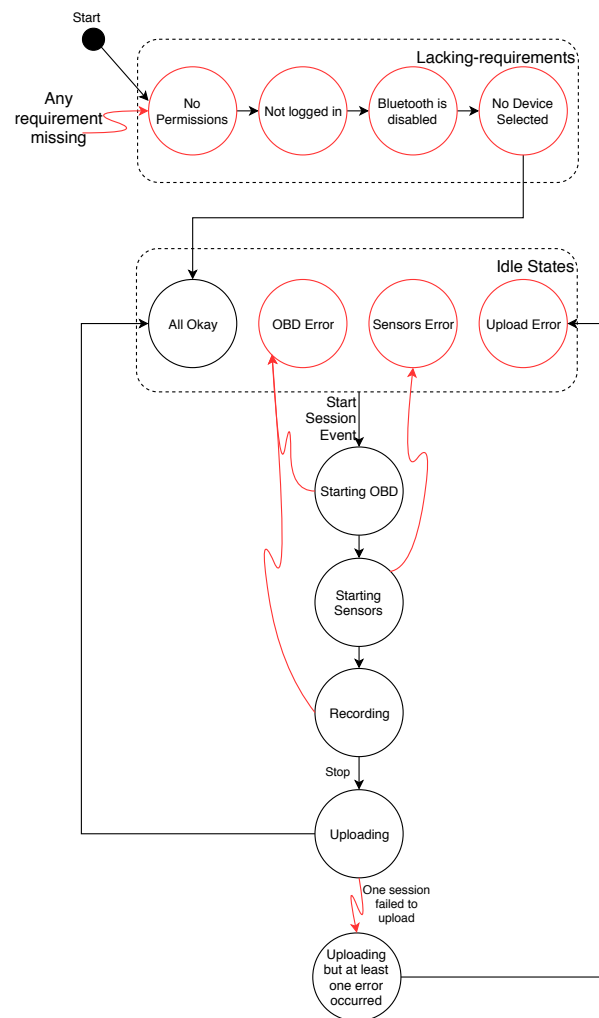 Start
Lacking-requirements
Any
requirement
missing
No
Permissions
Not logged in
Bluetooth is
disabled
No Device
Selected
Idle States
All Okay
OBD Error
Sensors Error
Upload Error
Start
Session
Event
Starting OBD
Starting
Sensors
Recording
Stop
Uploading
One session
failed to
upload
Uploading
but at least
one error
occurred